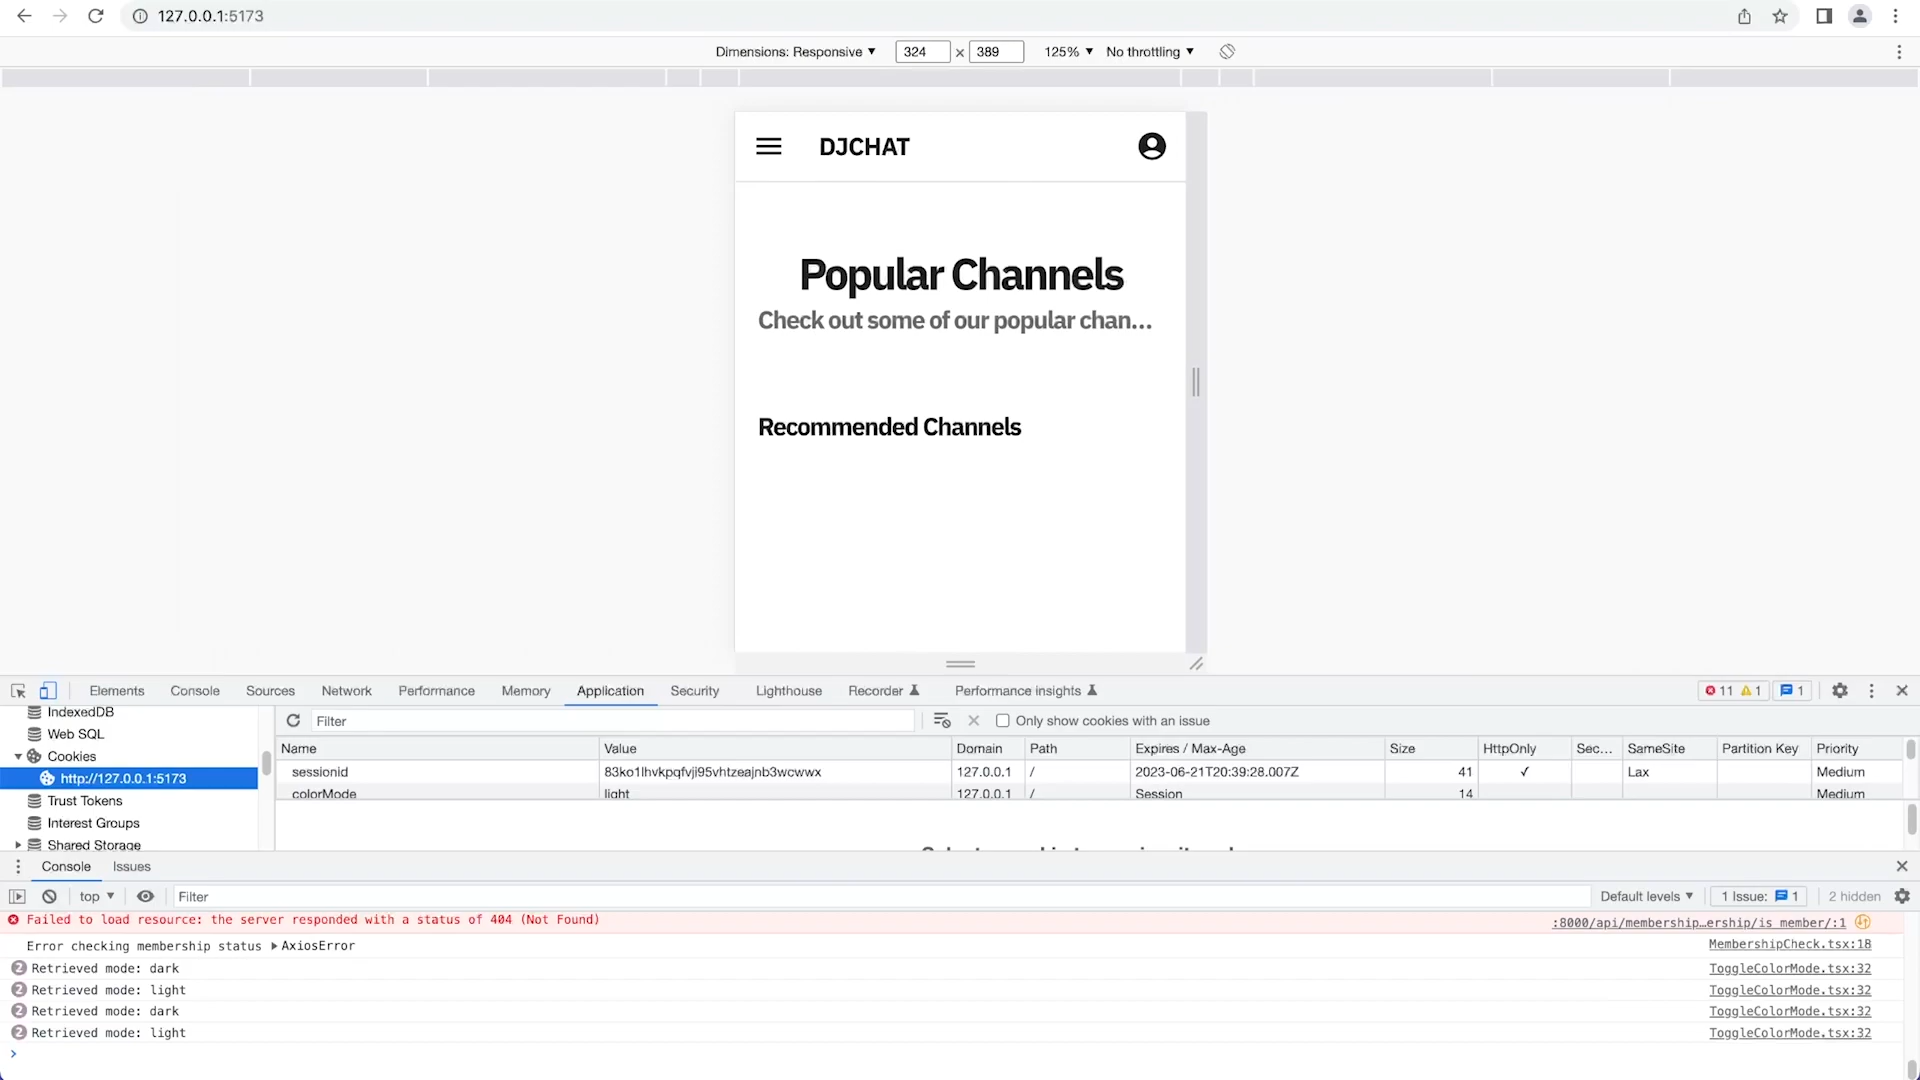 127.0.0.1:5173
Dimensions: Responsive ▼ 324 × 389 125% ▼ No throttling ▼
DJCHAT
Popular Channels
Check out some of our popular chan...
Recommended Channels
Elements Console Sources Network Performance Memory Application Security Lighthouse Recorder Performance insights 11 1 1
IndexedDB
Web SQL
Cookies
http://127.0.0.1:5173
Trust Tokens
Interest Groups
Shared Storage
Filter Only show cookies with an issue
Name Value Domain Path Expires / Max-Age Size HttpOnly Sec... SameSite Partition Key Priority
sessionid 83ko1lhvkpqfvji95vhtzeajnb3wcwwx 127.0.0.1 / 2023-06-21T20:39:28.007Z 41 ✓ Lax Medium
colorMode light 127.0.0.1 / Session 14 Medium
Console Issues
top ▼ Filter Default levels ▼ 1 Issue: 1 2 hidden
Failed to load resource: the server responded with a status of 404 (Not Found) :8000/api/membership…ership/is_member/:1
Error checking membership status ▶ AxiosError MembershipCheck.tsx:18
2 Retrieved mode: dark ToggleColorMode.tsx:32
2 Retrieved mode: light ToggleColorMode.tsx:32
2 Retrieved mode: dark ToggleColorMode.tsx:32
2 Retrieved mode: light ToggleColorMode.tsx:32